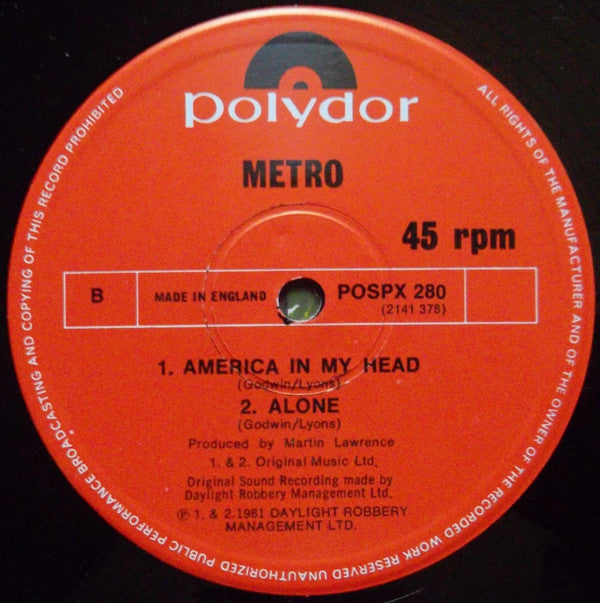 polydor
METRO
45 rpm
B
MADE IN ENGLAND
POSPX 280
(2141 378)
1. AMERICA IN MY HEAD
(Godwin/Lyons)
2. ALONE
(Godwin/Lyons)
Produced by Martin Lawrence
1. & 2. Original Music Ltd.
Original Sound Recording made by
Daylight Robbery Management Ltd.
℗ 1. & 2.1981 DAYLIGHT ROBBERY
MANAGEMENT LTD.
ALL RIGHTS OF THE MANUFACTURER AND OF THE OWNER OF THE RECORDED WORK RESERVED UNAUTHORIZED PUBLIC PERFORMANCE BROADCASTING AND COPYING OF THIS RECORD PROHIBITED